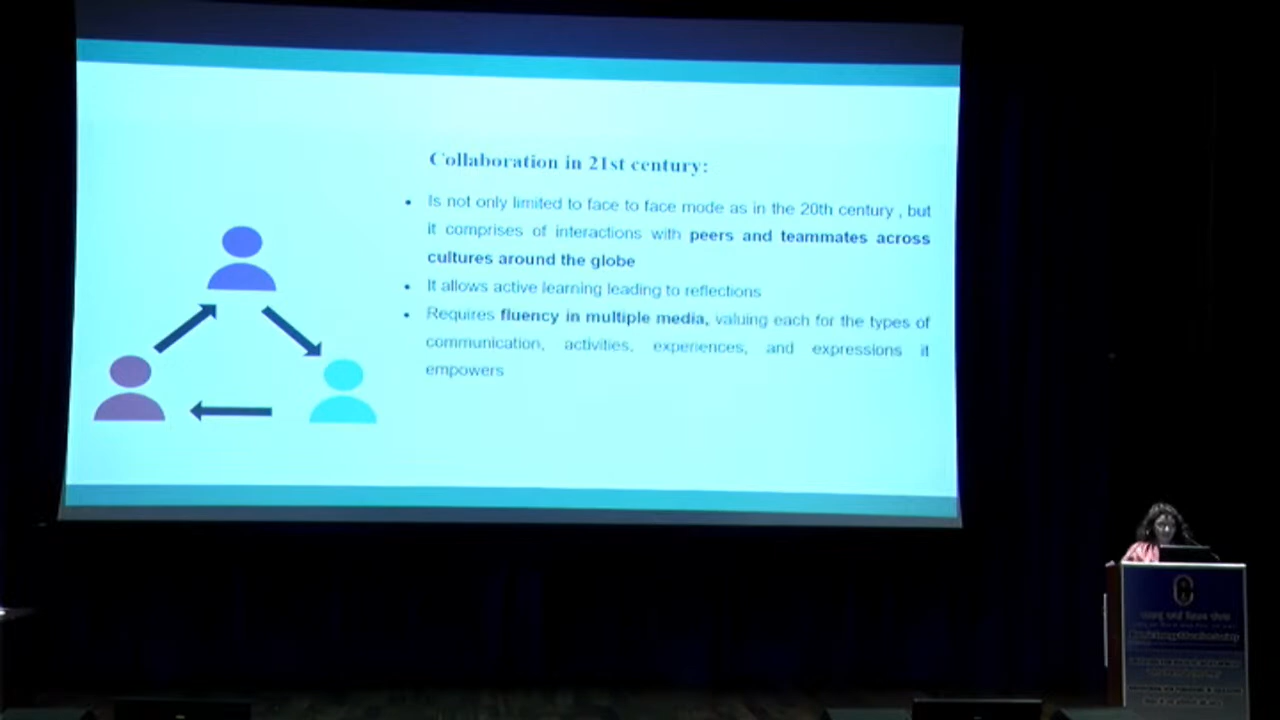 Collaboration in 21st century:
• Is not only limited to face to face mode as in the 20th century , but
it comprises of interactions with peers and teammates across
cultures around the globe
• It allows active learning leading to reflections
• Requires fluency in multiple media, valuing each for the types of
communication, activities, experiences, and expressions it
empowers